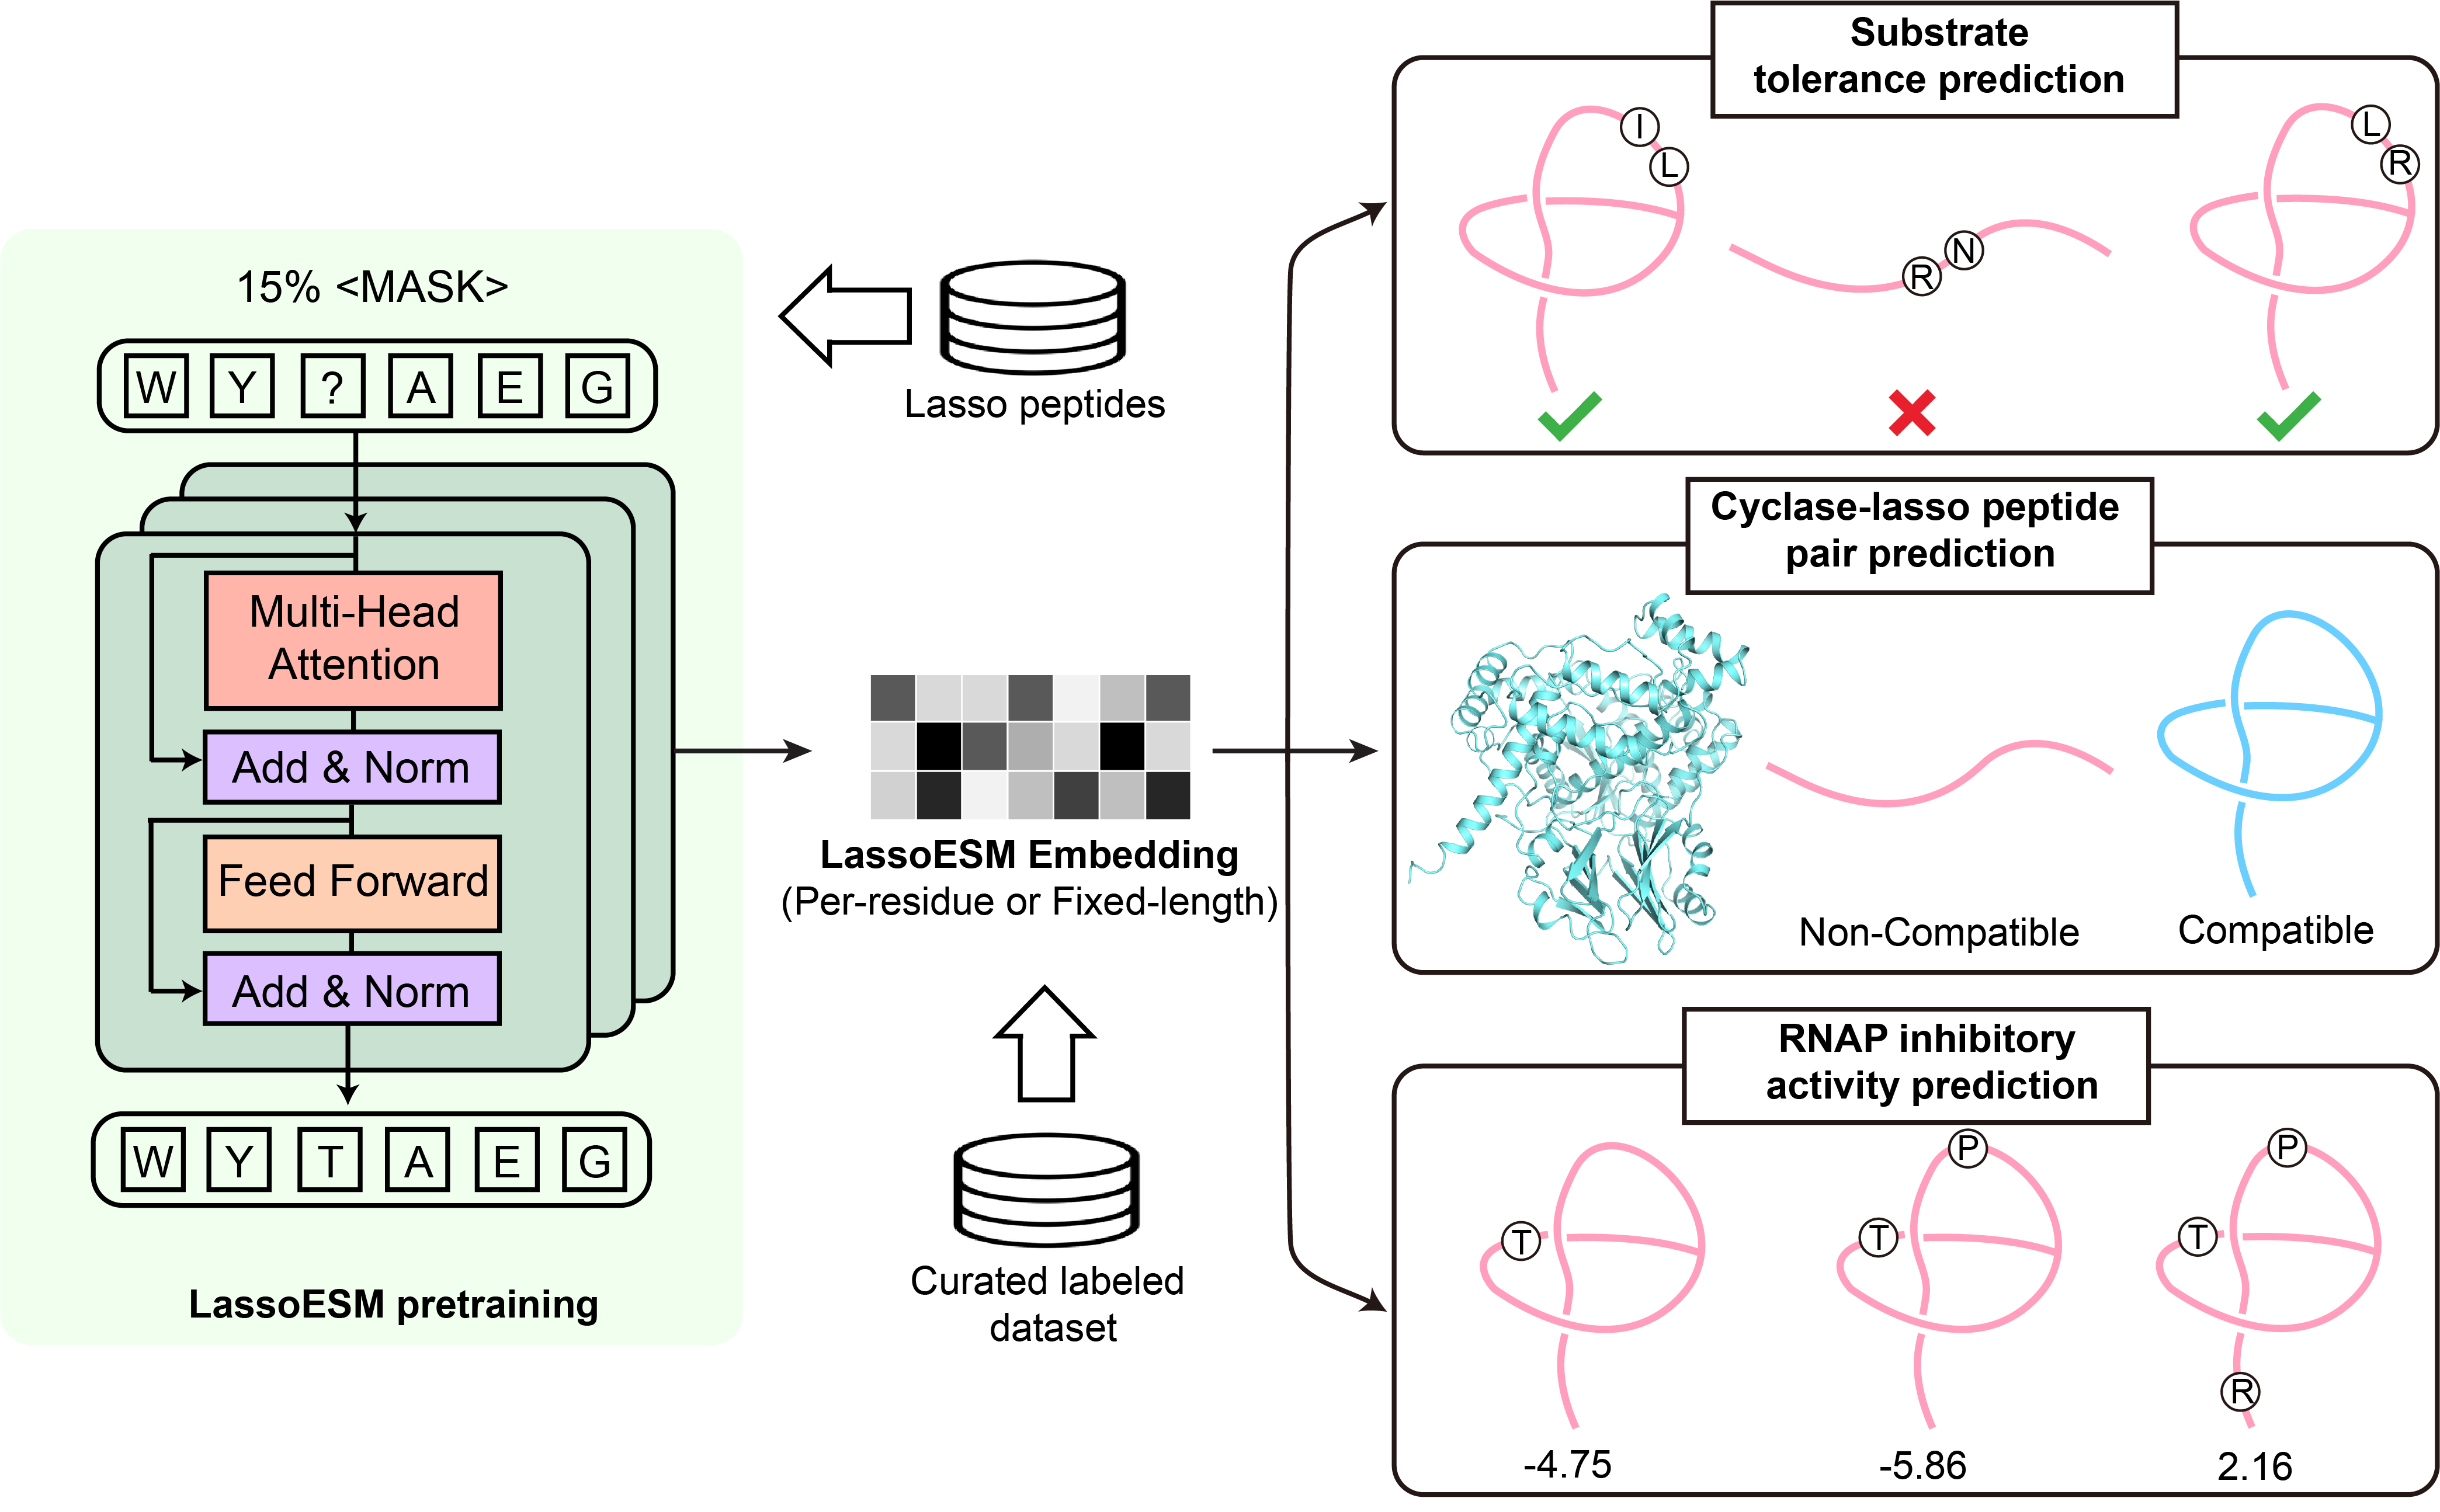 15% <MASK>
W Y ? A E G
Multi-Head
Attention
Add & Norm
Feed Forward
Add & Norm
W Y T A E G
LassoESM pretraining
Lasso peptides
LassoESM Embedding
(Per-residue or Fixed-length)
Curated labeled
dataset
Substrate
tolerance prediction
I
L
R
N
L
R
Cyclase-lasso peptide
pair prediction
Non-Compatible
Compatible
RNAP inhibitory
activity prediction
T
P
T
P
T
R
-4.75
-5.86
2.16